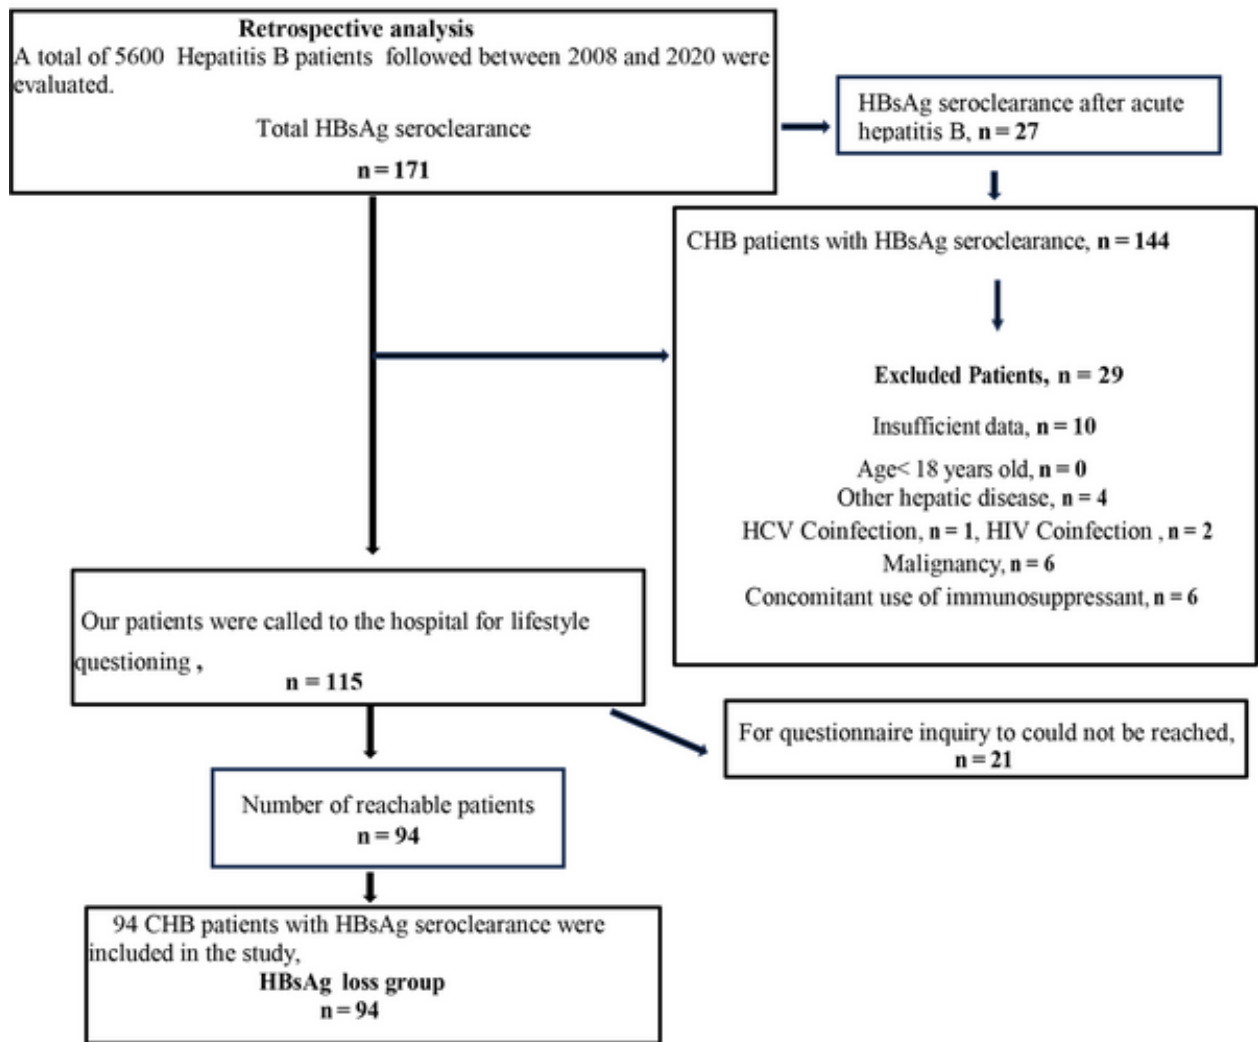 Retrospective analysis
A total of 5600 Hepatitis B patients followed between 2008 and 2020 were
evaluated.
Total HBsAg seroclearance
n = 171
HBsAg seroclearance after acute
hepatitis B, n = 27
CHB patients with HBsAg seroclearance, n = 144
Excluded Patients, n = 29
Insufficient data, n = 10
Age< 18 years old, n = 0
Other hepatic disease, n = 4
HCV Coinfection, n = 1, HIV Coinfection , n = 2
Malignancy, n = 6
Concomitant use of immunosuppressant, n = 6
Our patients were called to the hospital for lifestyle
questioning ,
n = 115
For questionnaire inquiry to could not be reached,
n = 21
Number of reachable patients
n = 94
94 CHB patients with HBsAg seroclearance were
included in the study,
HBsAg loss group
n = 94